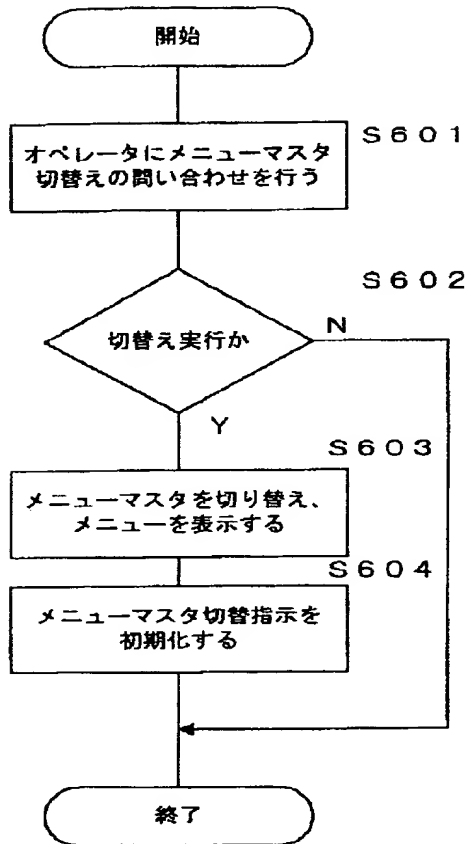 開始
S601
オペレータにメニューマスタ
切替えの問い合わせを行う
S602
切替え実行か
N
Y
S603
メニューマスタを切り替え、
メニューを表示する
S604
メニューマスタ切替指示を
初期化する
終了